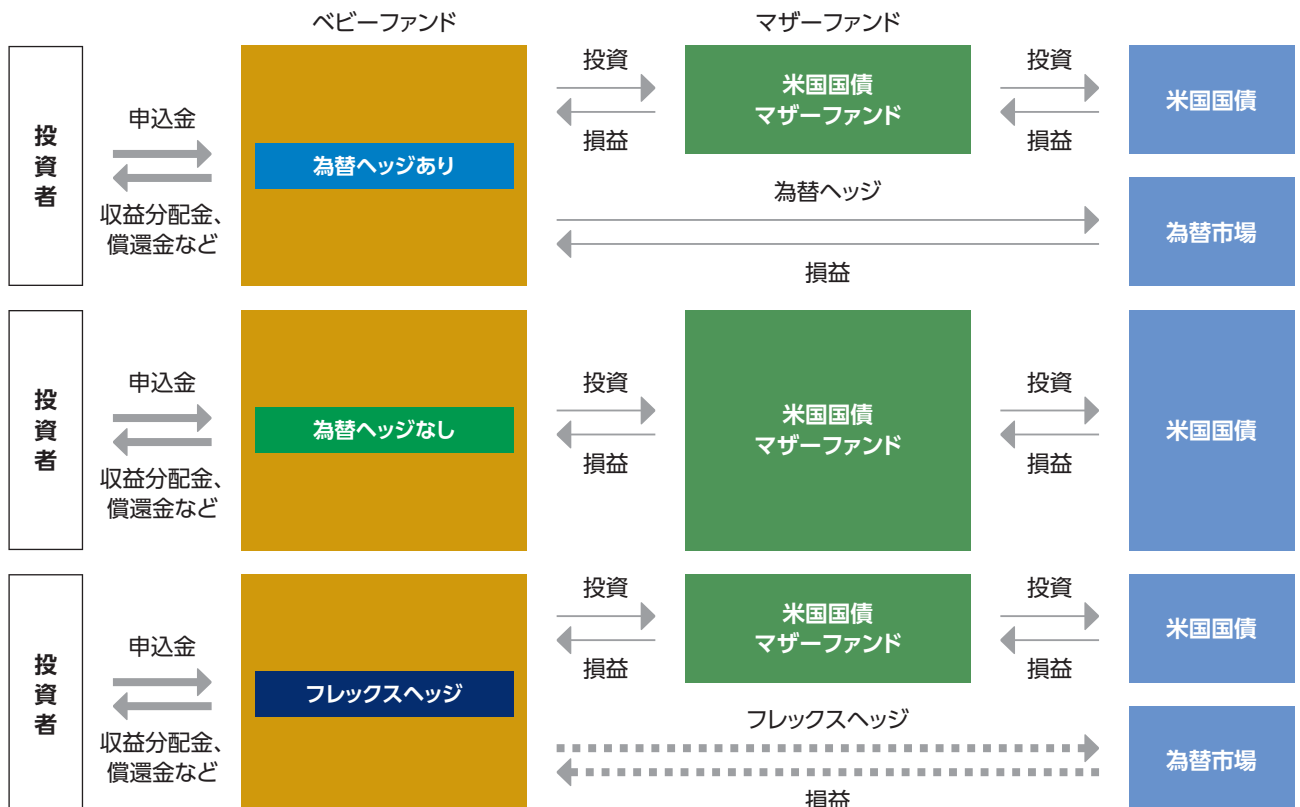 ベビーファンド
マザーファンド
投資者
申込金
収益分配金、
償還金など
為替ヘッジあり
投資
損益
米国国債
マザーファンド
投資
損益
米国国債
為替ヘッジ
損益
為替市場
投資者
申込金
収益分配金、
償還金など
為替ヘッジなし
投資
損益
米国国債
マザーファンド
投資
損益
米国国債
投資者
申込金
収益分配金、
償還金など
フレックスヘッジ
投資
損益
米国国債
マザーファンド
投資
損益
米国国債
フレックスヘッジ
損益
為替市場